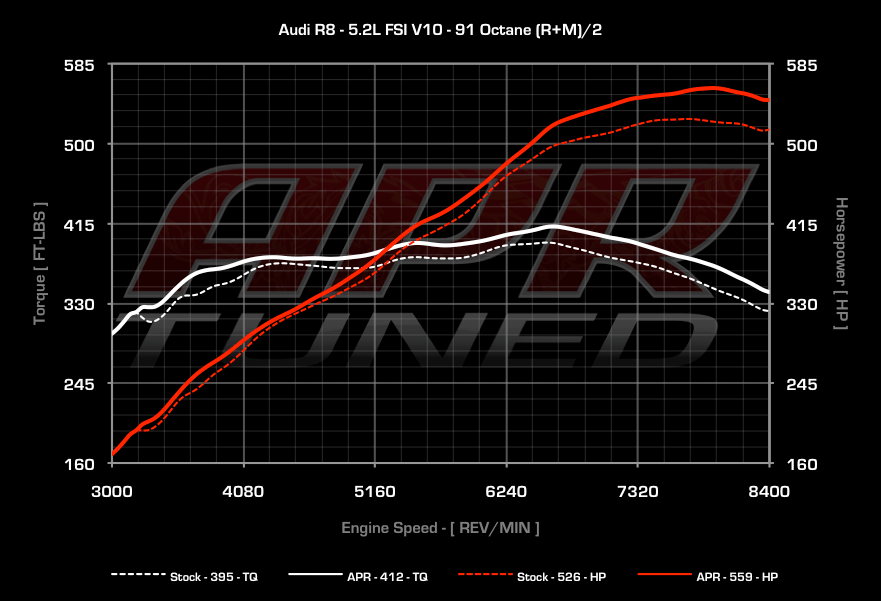 Audi R8 - 5.2L FSI V10 - 91 Octane (R+M)/2
585 585
500 500
415 415
330 330
245 245
160 160
Torque [ FT-LBS ]
Horsepower [ HP ]
APR
TUNED
3000 4080 5160 6240 7320 8400
Engine Speed - [ REV/MIN ]
Stock - 395 - TQ APR - 412 - TQ Stock - 526 - HP APR - 559 - HP